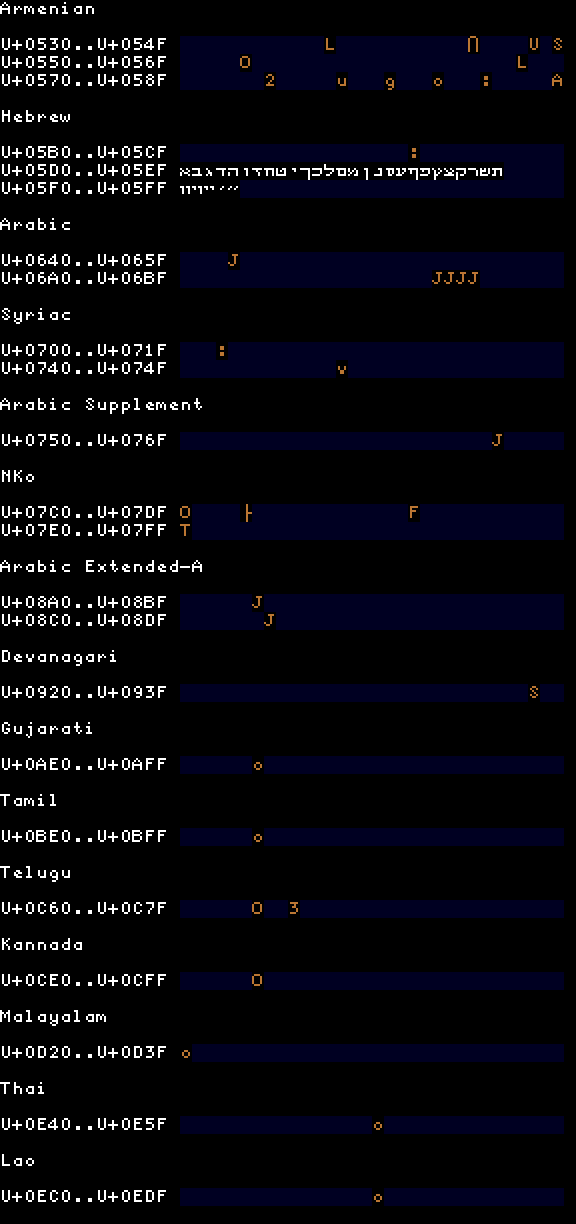 Armenian
U+0530..U+054F L Ո U S
U+0550..U+056F O L
U+0570..U+058F 2 u g o : A
Hebrew
U+05B0..U+05CF :
U+05D0..U+05EF אבגדהוזחטיךכלםמןנסעףפץצקרשת
U+05F0..U+05FF װױײ׳״
Arabic
U+0640..U+065F J
U+06A0..U+06BF JJJJ
Syriac
U+0700..U+071F :
U+0740..U+074F v
Arabic Supplement
U+0750..U+076F J
NKo
U+07C0..U+07DF O ├ F
U+07E0..U+07FF T
Arabic Extended-A
U+08A0..U+08BF J
U+08C0..U+08DF J
Devanagari
U+0920..U+093F S
Gujarati
U+0AE0..U+0AFF o
Tamil
U+0BE0..U+0BFF o
Telugu
U+0C60..U+0C7F O 3
Kannada
U+0CE0..U+0CFF O
Malayalam
U+0D20..U+0D3F o
Thai
U+0E40..U+0E5F o
Lao
U+0EC0..U+0EDF o